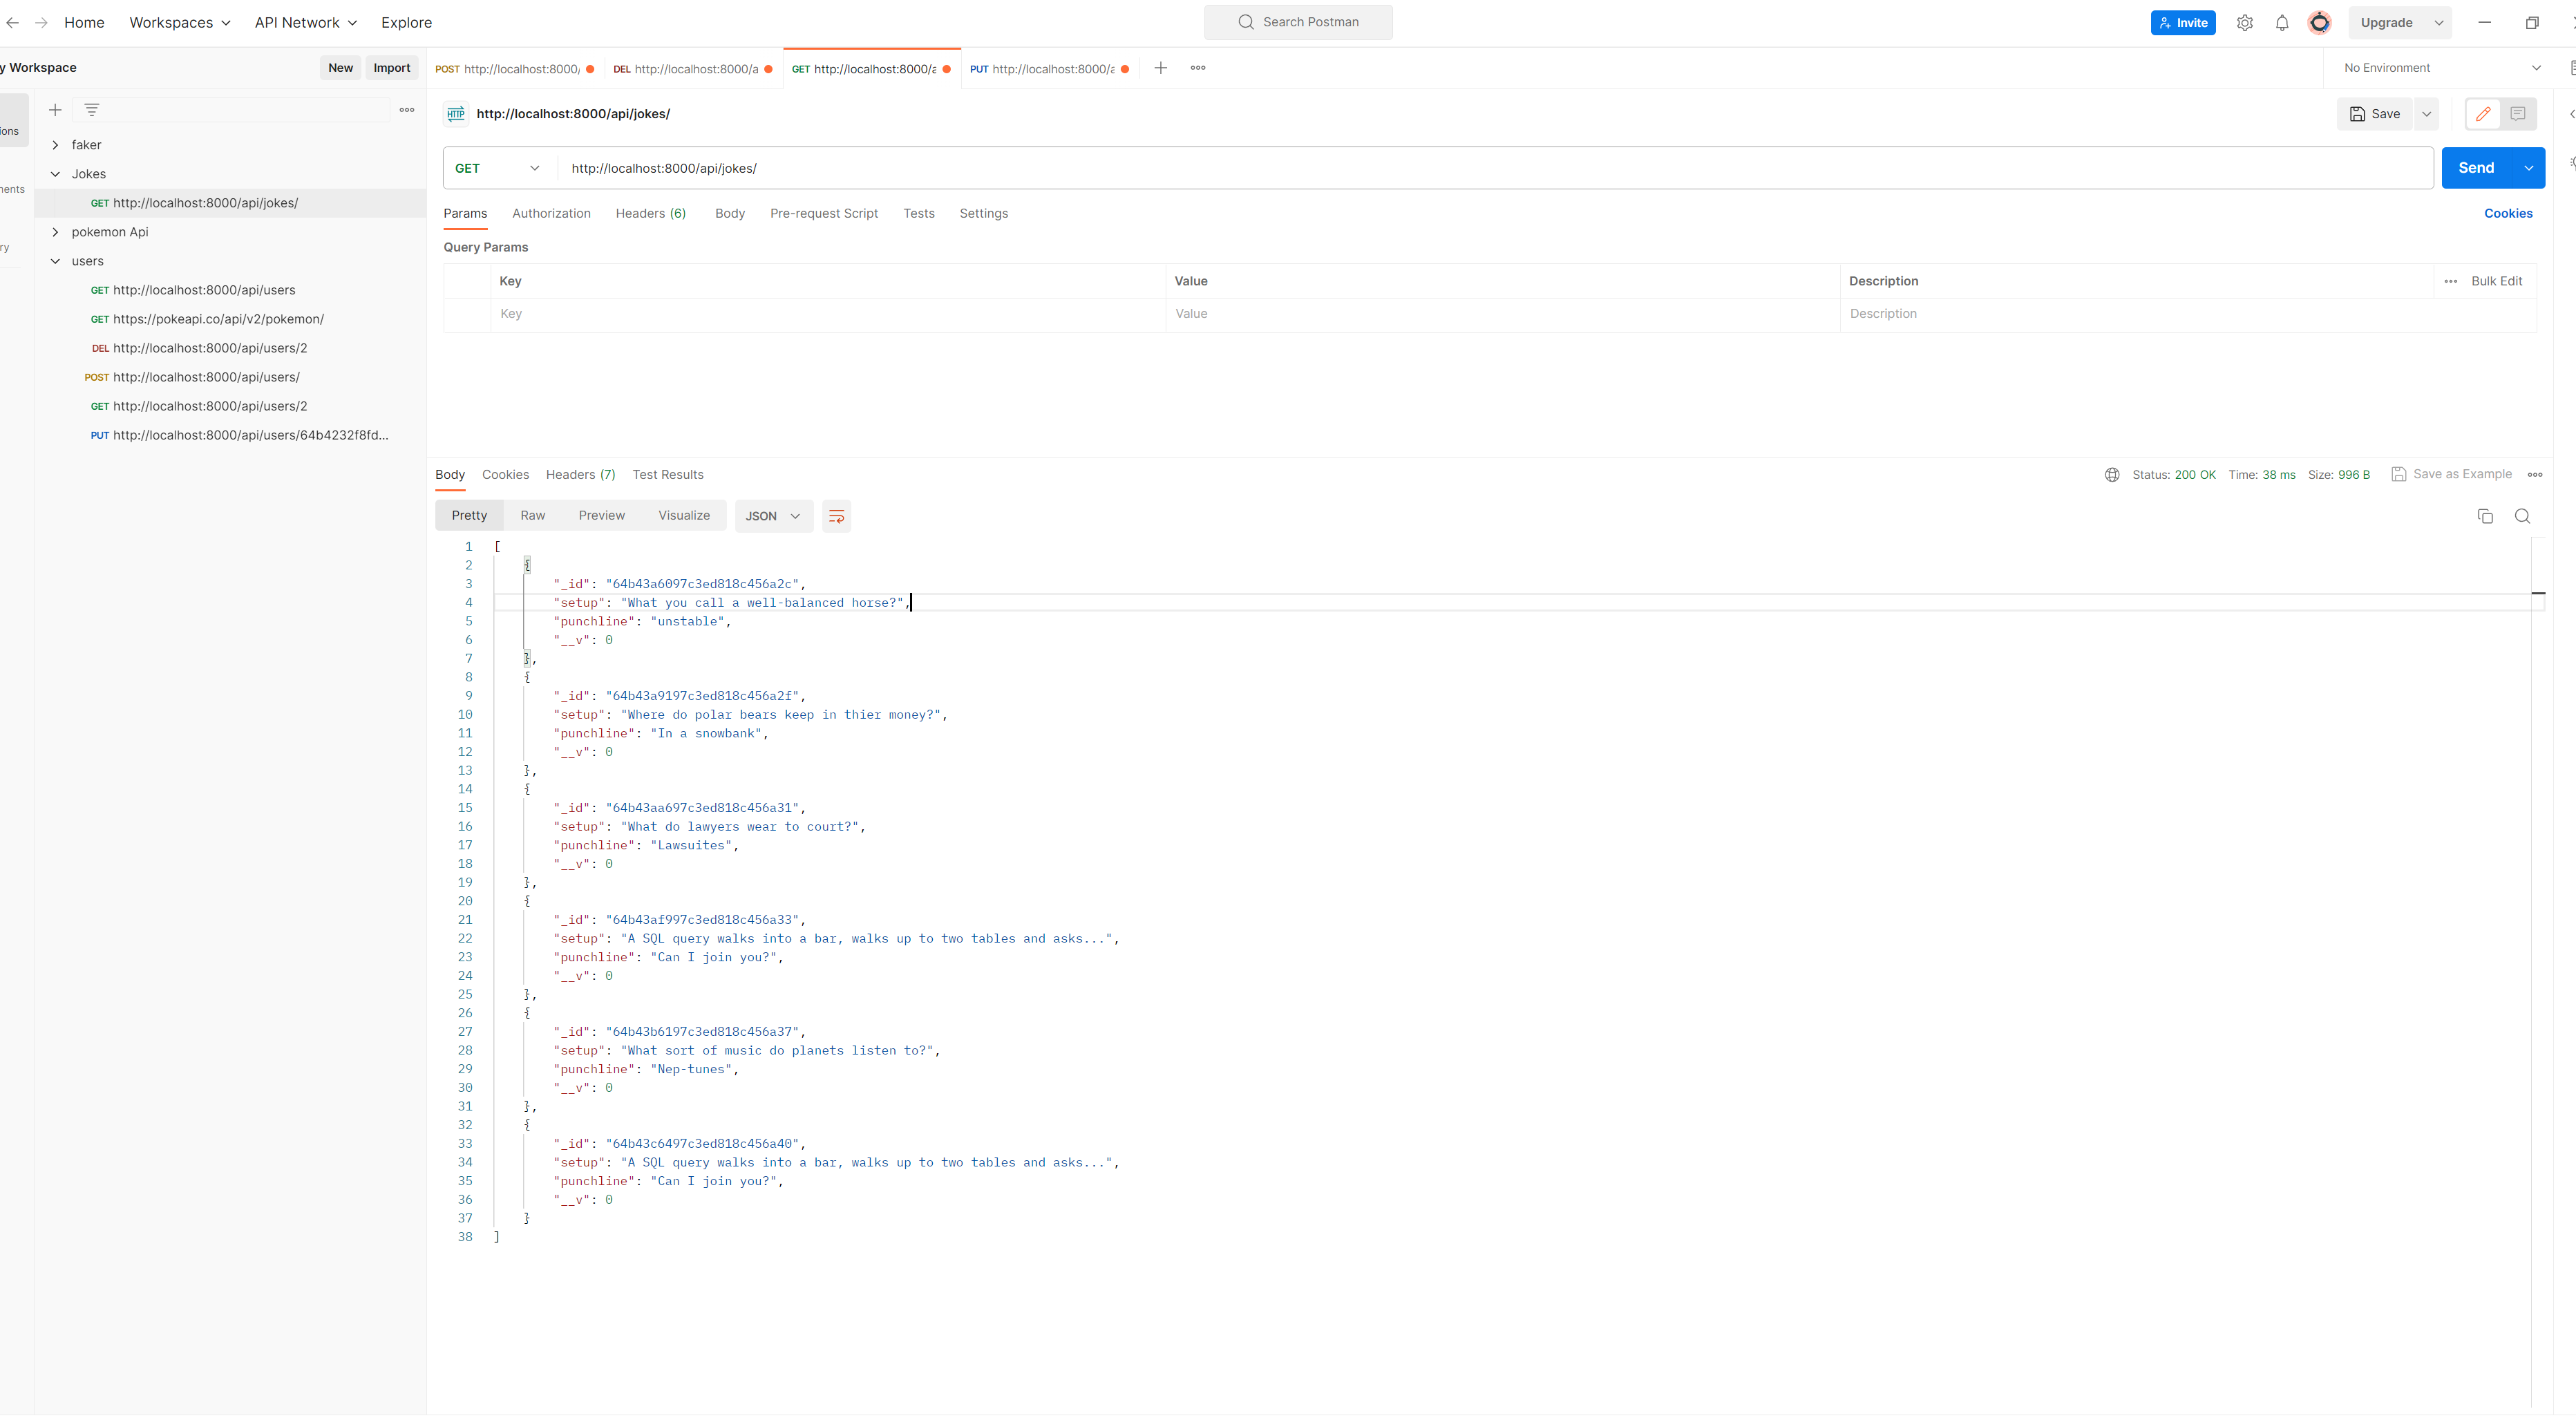 Home Workspaces API Network Explore Search Postman Invite Upgrade
y Workspace New Import POST http://localhost:8000/ DEL http://localhost:8000/a GET http://localhost:8000/a PUT http://localhost:8000/a No Environment
ions
ments
ry
faker
Jokes
GET http://localhost:8000/api/jokes/
pokemon Api
users
GET http://localhost:8000/api/users
GET https://pokeapi.co/api/v2/pokemon/
DEL http://localhost:8000/api/users/2
POST http://localhost:8000/api/users/
GET http://localhost:8000/api/users/2
PUT http://localhost:8000/api/users/64b4232f8fd...
HTTP http://localhost:8000/api/jokes/ Save
GET http://localhost:8000/api/jokes/ Send
Params Authorization Headers (6) Body Pre-request Script Tests Settings Cookies
Query Params
Key Value Description Bulk Edit
Key Value Description
Body Cookies Headers (7) Test Results Status: 200 OK Time: 38 ms Size: 996 B Save as Example
Pretty Raw Preview Visualize JSON
1 [
2 {
3 "_id": "64b43a6097c3ed818c456a2c",
4 "setup": "What you call a well-balanced horse?",
5 "punchline": "unstable",
6 "__v": 0
7 },
8 {
9 "_id": "64b43a9197c3ed818c456a2f",
10 "setup": "Where do polar bears keep in thier money?",
11 "punchline": "In a snowbank",
12 "__v": 0
13 },
14 {
15 "_id": "64b43aa697c3ed818c456a31",
16 "setup": "What do lawyers wear to court?",
17 "punchline": "Lawsuites",
18 "__v": 0
19 },
20 {
21 "_id": "64b43af997c3ed818c456a33",
22 "setup": "A SQL query walks into a bar, walks up to two tables and asks...",
23 "punchline": "Can I join you?",
24 "__v": 0
25 },
26 {
27 "_id": "64b43b6197c3ed818c456a37",
28 "setup": "What sort of music do planets listen to?",
29 "punchline": "Nep-tunes",
30 "__v": 0
31 },
32 {
33 "_id": "64b43c6497c3ed818c456a40",
34 "setup": "A SQL query walks into a bar, walks up to two tables and asks...",
35 "punchline": "Can I join you?",
36 "__v": 0
37 }
38 ]